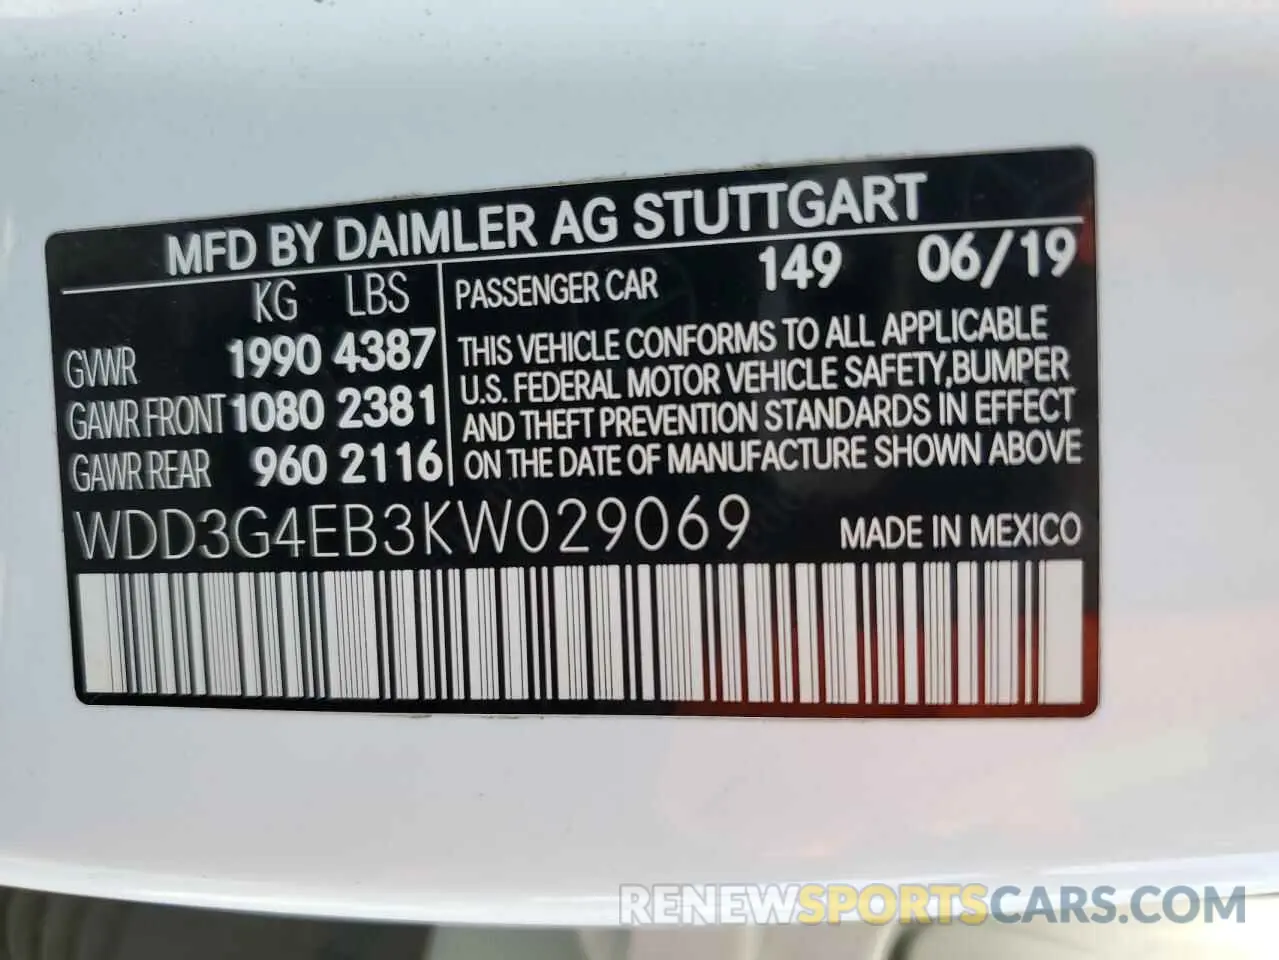 MFD BY DAIMLER AG STUTTGART
KG LBS
GVWR 1990 4387
GAWR FRONT 1080 2381
GAWR REAR 960 2116
PASSENGER CAR 149 06/19
THIS VEHICLE CONFORMS TO ALL APPLICABLE
U.S. FEDERAL MOTOR VEHICLE SAFETY,BUMPER
AND THEFT PREVENTION STANDARDS IN EFFECT
ON THE DATE OF MANUFACTURE SHOWN ABOVE
WDD3G4EB3KW029069 MADE IN MEXICO
RENEWSPORTSCARS.COM